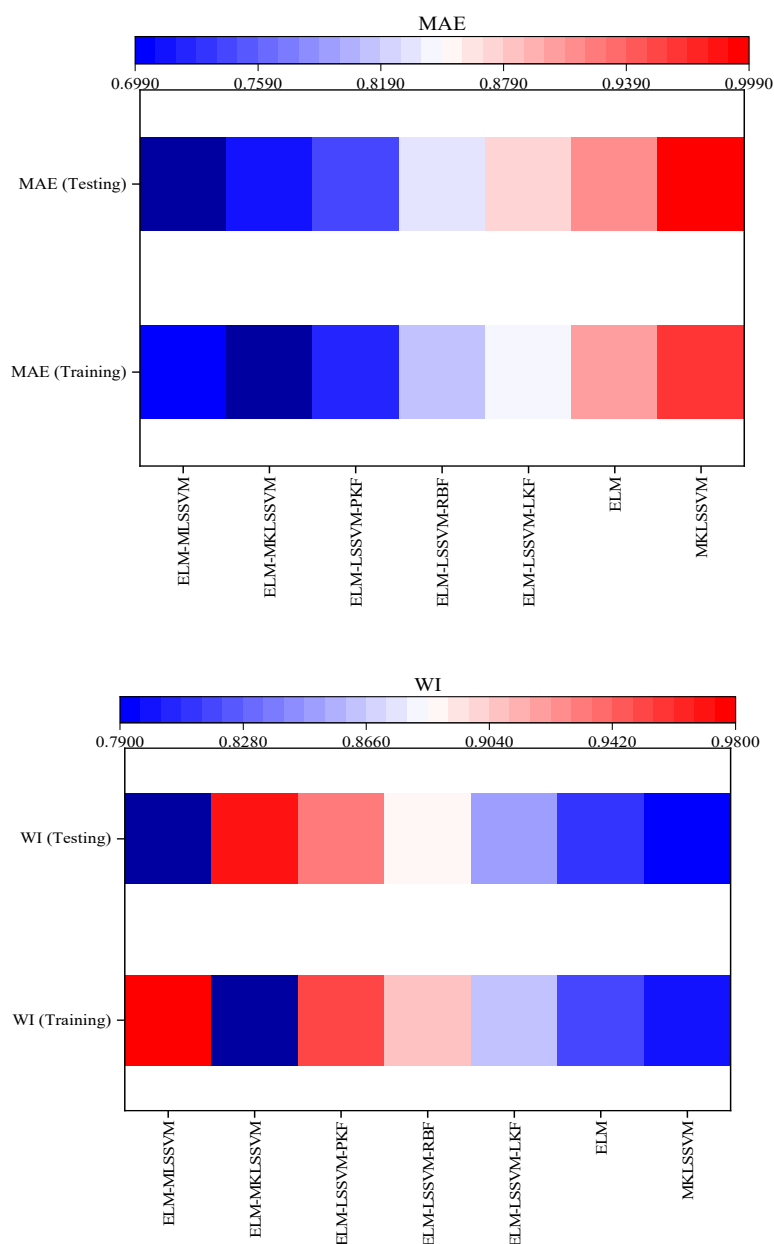 MAE
0.6990 0.7590 0.8190 0.8790 0.9390 0.9990
MAE (Testing)
MAE (Training)
ELM-MLSSVM
ELM-MKLSSVM
ELM-LSSVM-PKF
ELM-LSSVM-RBF
ELM-LSSVM-LKF
ELM
MKLSSVM
WI
0.7900 0.8280 0.8660 0.9040 0.9420 0.9800
WI (Testing)
WI (Training)
ELM-MLSSVM
ELM-MKLSSVM
ELM-LSSVM-PKF
ELM-LSSVM-RBF
ELM-LSSVM-LKF
ELM
MKLSSVM